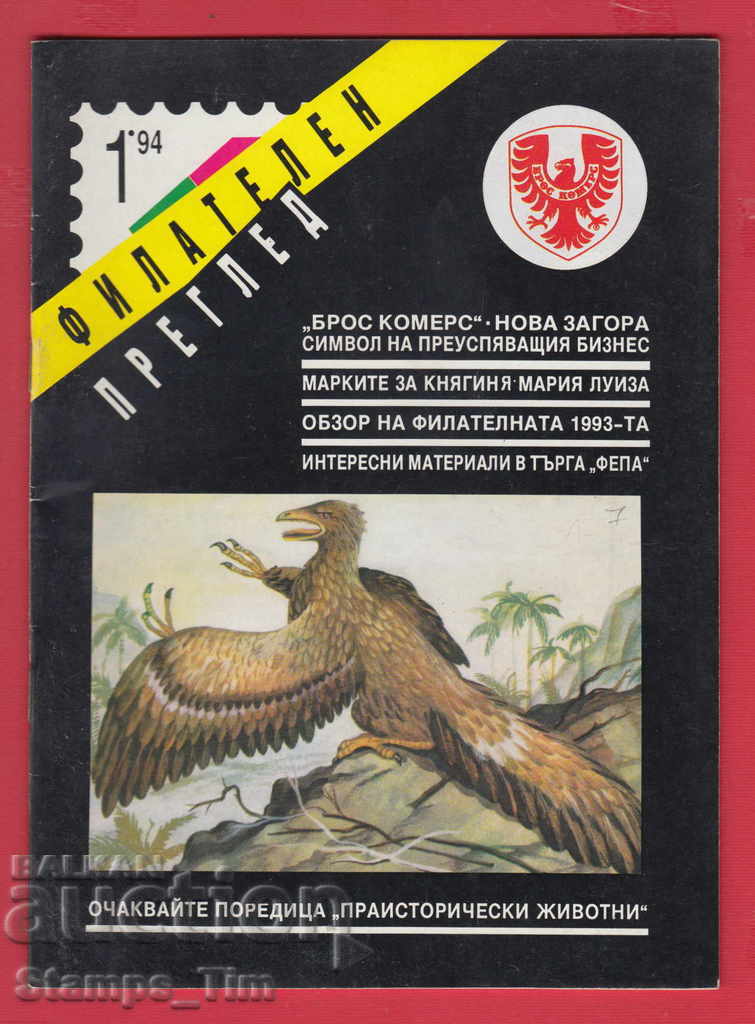 1'94
ФИЛАТЕЛЕН
ПРЕГЛЕД
БРОС КОМЕРС
„БРОС КОМЕРС“ · НОВА ЗАГОРА
СИМВОЛ НА ПРЕУСПЯВАЩИЯ БИЗНЕС
МАРКИТЕ ЗА КНЯГИНЯ МАРИЯ ЛУИЗА
ОБЗОР НА ФИЛАТЕЛНАТА 1993-ТА
ИНТЕРЕСНИ МАТЕРИАЛИ В ТЪРГА „ФЕПА“
7
BALKAN
auction
ОЧАКВАЙТЕ ПОРЕДИЦА „ПРАИСТОРИЧЕСКИ ЖИВОТНИ“
Stamps_Tim